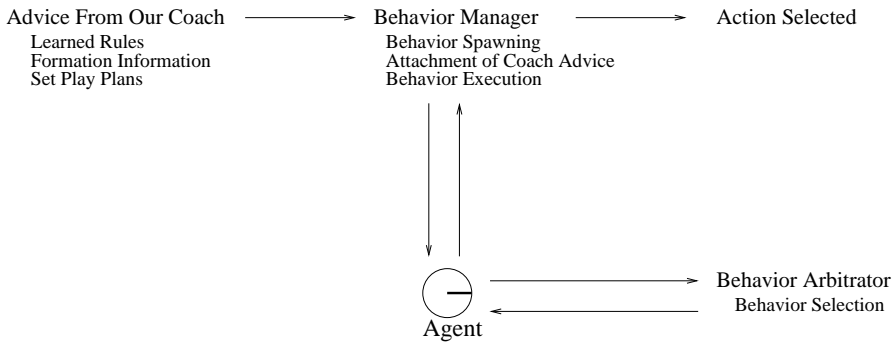 Advice From Our Coach
Learned Rules
Formation Information
Set Play Plans
Behavior Manager
Behavior Spawning
Attachment of Coach Advice
Behavior Execution
Action Selected
Agent
Behavior Arbitrator
Behavior Selection